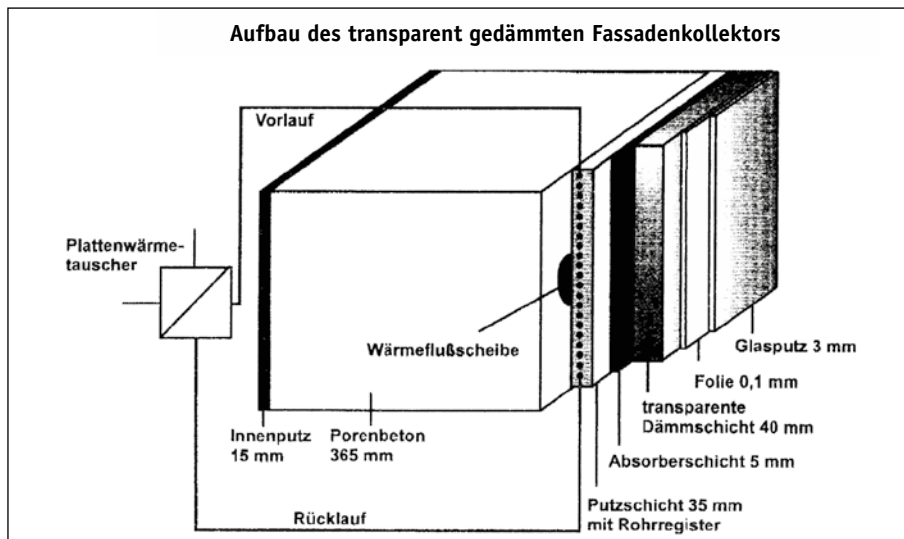 Aufbau des transparent gedämmten Fassadenkollektors
Vorlauf
Plattenwärme-
tauscher
Wärmeflußscheibe
Glasputz 3 mm
Folie 0,1 mm
transparente
Dämmschicht 40 mm
Innenputz
15 mm
Porenbeton
365 mm
Absorberschicht 5 mm
Putzschicht 35 mm
mit Rohrregister
Rücklauf